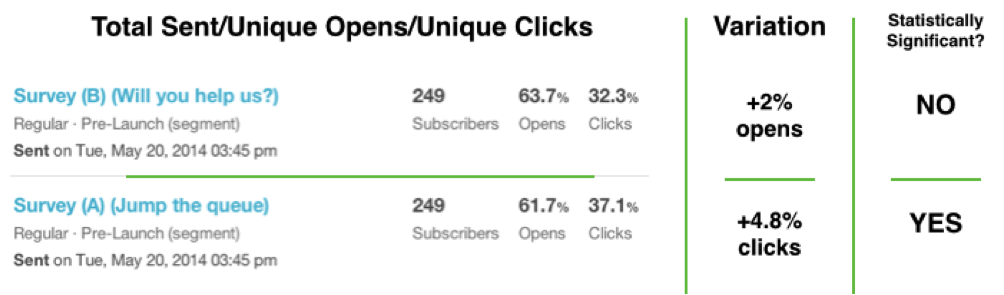 Total Sent/Unique Opens/Unique Clicks
Variation
Statistically
Significant?
Survey (B) (Will you help us?)
249
63.7%
32.3%
Regular · Pre-Launch (segment)
Subscribers
Opens
Clicks
Sent on Tue, May 20, 2014 03:45 pm
+2%
opens
NO
Survey (A) (Jump the queue)
249
61.7%
37.1%
Regular · Pre-Launch (segment)
Subscribers
Opens
Clicks
Sent on Tue, May 20, 2014 03:45 pm
+4.8%
clicks
YES